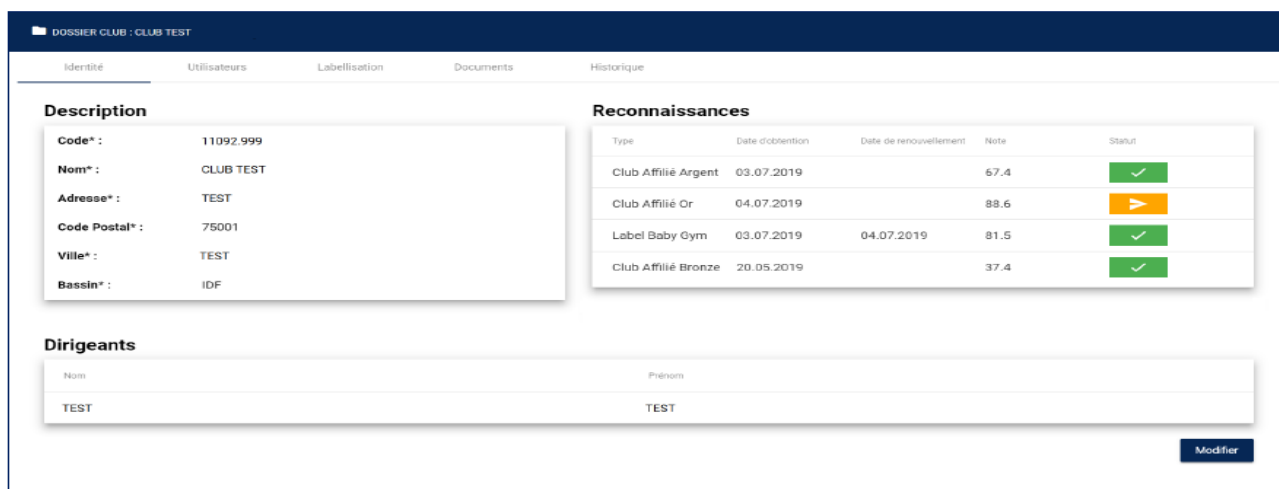 DOSSIER CLUB : CLUB TEST
Identité Utilisateurs Labellisation Documents Historique
Description
Code* : 11092.999
Nom* : CLUB TEST
Adresse* : TEST
Code Postal* : 75001
Ville* : TEST
Bassin* : IDF
Reconnaissances
Type Date d'obtention Date de renouvellement Note Statut
Club Affilié Argent 03.07.2019 67.4
Club Affilié Or 04.07.2019 88.6
Label Baby Gym 03.07.2019 04.07.2019 81.5
Club Affilié Bronze 20.05.2019 37.4
Dirigeants
Nom Prénom
TEST TEST
Modifier